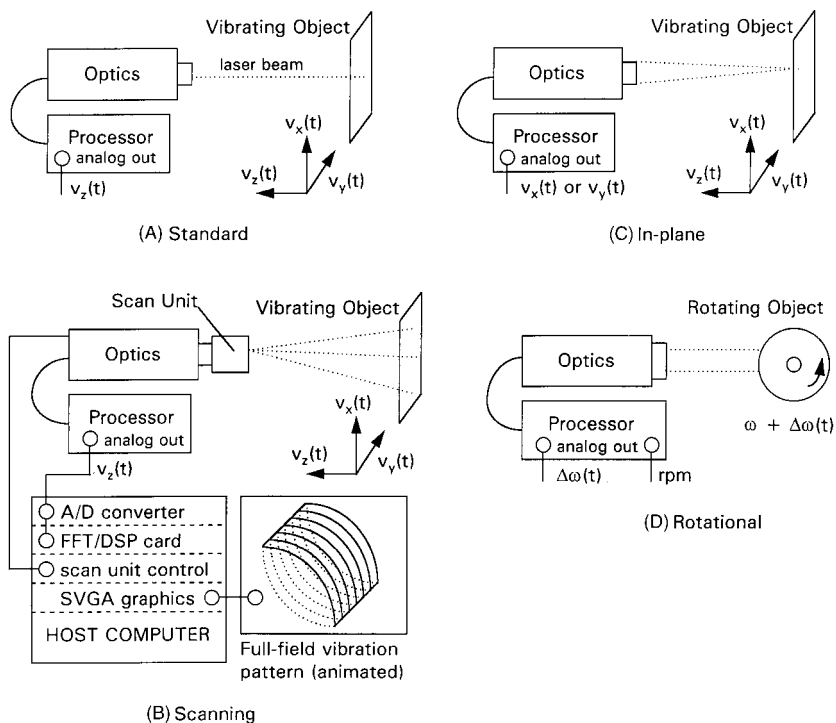 Vibrating Object
Optics
laser beam
Processor
analog out
v_z(t)
v_x(t)
v_z(t)
v_y(t)
(A) Standard
Vibrating Object
Optics
Processor
analog out
v_x(t) or v_y(t)
v_x(t)
v_z(t)
v_y(t)
(C) In-plane
Scan Unit
Vibrating Object
Optics
Processor
analog out
v_z(t)
v_x(t)
v_z(t)
v_y(t)
A/D converter
FFT/DSP card
scan unit control
SVGA graphics
HOST COMPUTER
Full-field vibration
pattern (animated)
(B) Scanning
Rotating Object
Optics
Processor
analog out
Δω(t)
rpm
ω + Δω(t)
(D) Rotational